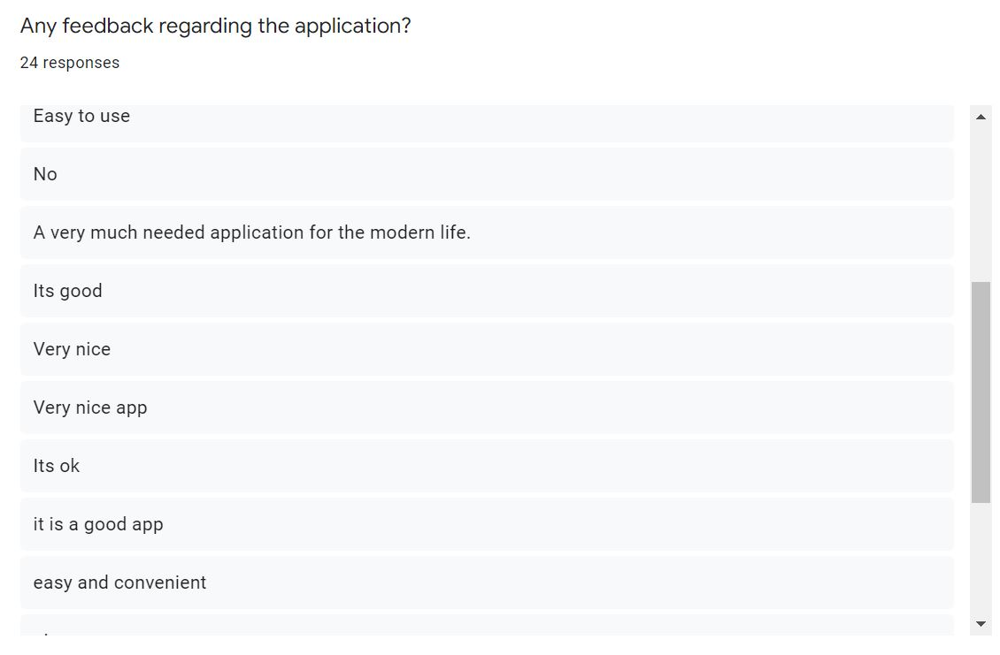 Any feedback regarding the application?
24 responses
Easy to use
No
A very much needed application for the modern life.
Its good
Very nice
Very nice app
Its ok
it is a good app
easy and convenient